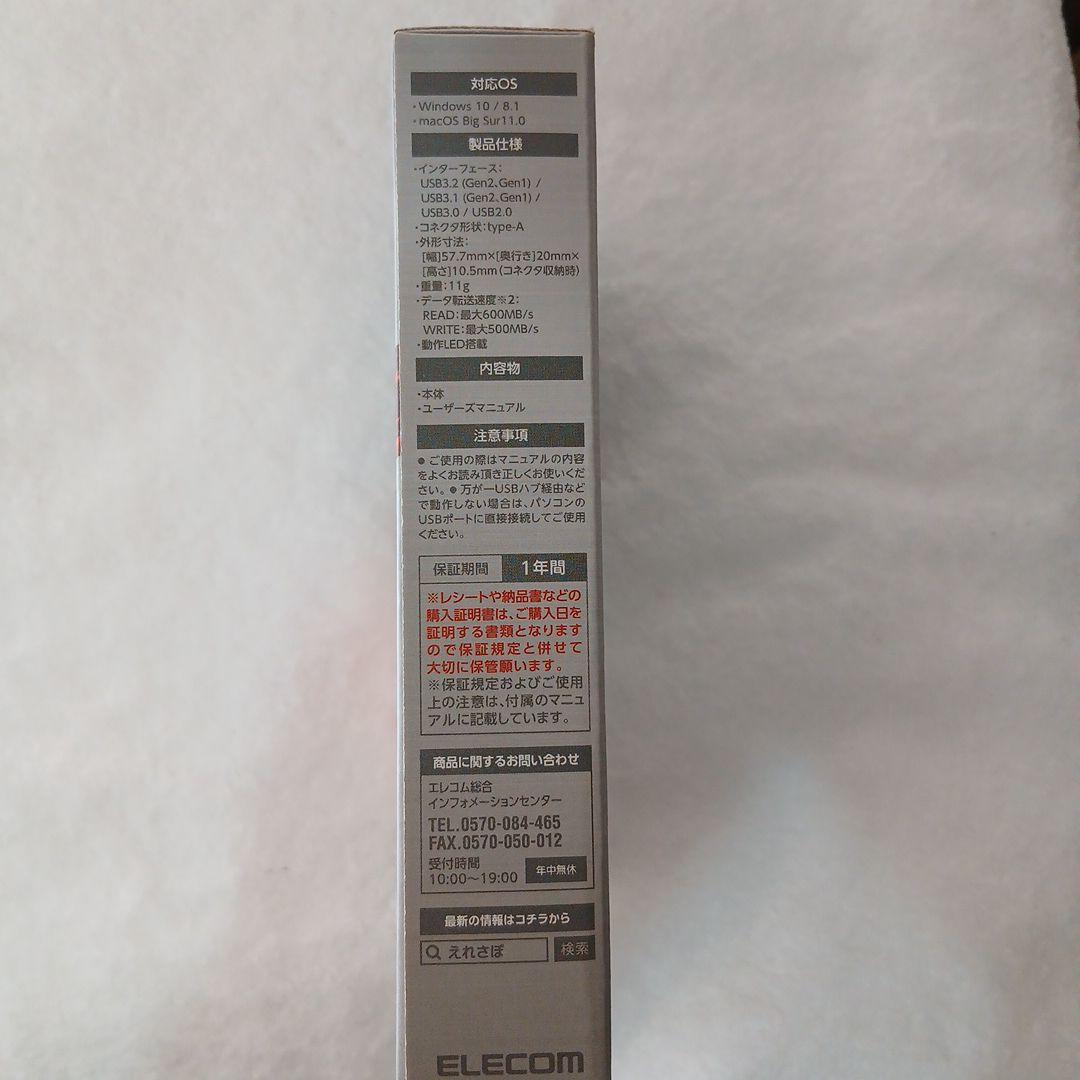 対応OS
・Windows 10 / 8.1
・macOS Big Sur11.0
製品仕様
・インターフェース：
USB3.2 (Gen2、Gen1) /
USB3.1 (Gen2、Gen1) /
USB3.0 / USB2.0
・コネクタ形状：type-A
・外形寸法：
[幅]57.7mm×[奥行き]20mm×
[高さ]10.5mm（コネクタ収納時）
・重量：11g
・データ転送速度※2：
READ：最大600MB/s
WRITE：最大500MB/s
・動作LED搭載
内容物
・本体
・ユーザーズマニュアル
注意事項
● ご使用の際はマニュアルの内容
をよくお読み頂き正しくお使いくだ
さい。● 万が一USBハブ経由など
で動作しない場合は、パソコンの
USBポートに直接接続してご使用
ください。
保証期間 1年間
※レシートや納品書などの
購入証明書は、ご購入日を
証明する書類となります
ので保証規定と併せて
大切に保管願います。
※保証規定およびご使用
上の注意は、付属のマニュ
アルに記載しています。
商品に関するお問い合わせ
エレコム総合
インフォメーションセンター
TEL.0570-084-465
FAX.0570-050-012
受付時間
10:00～19:00 年中無休
最新の情報はコチラから
えれさぽ 検索
ELECOM